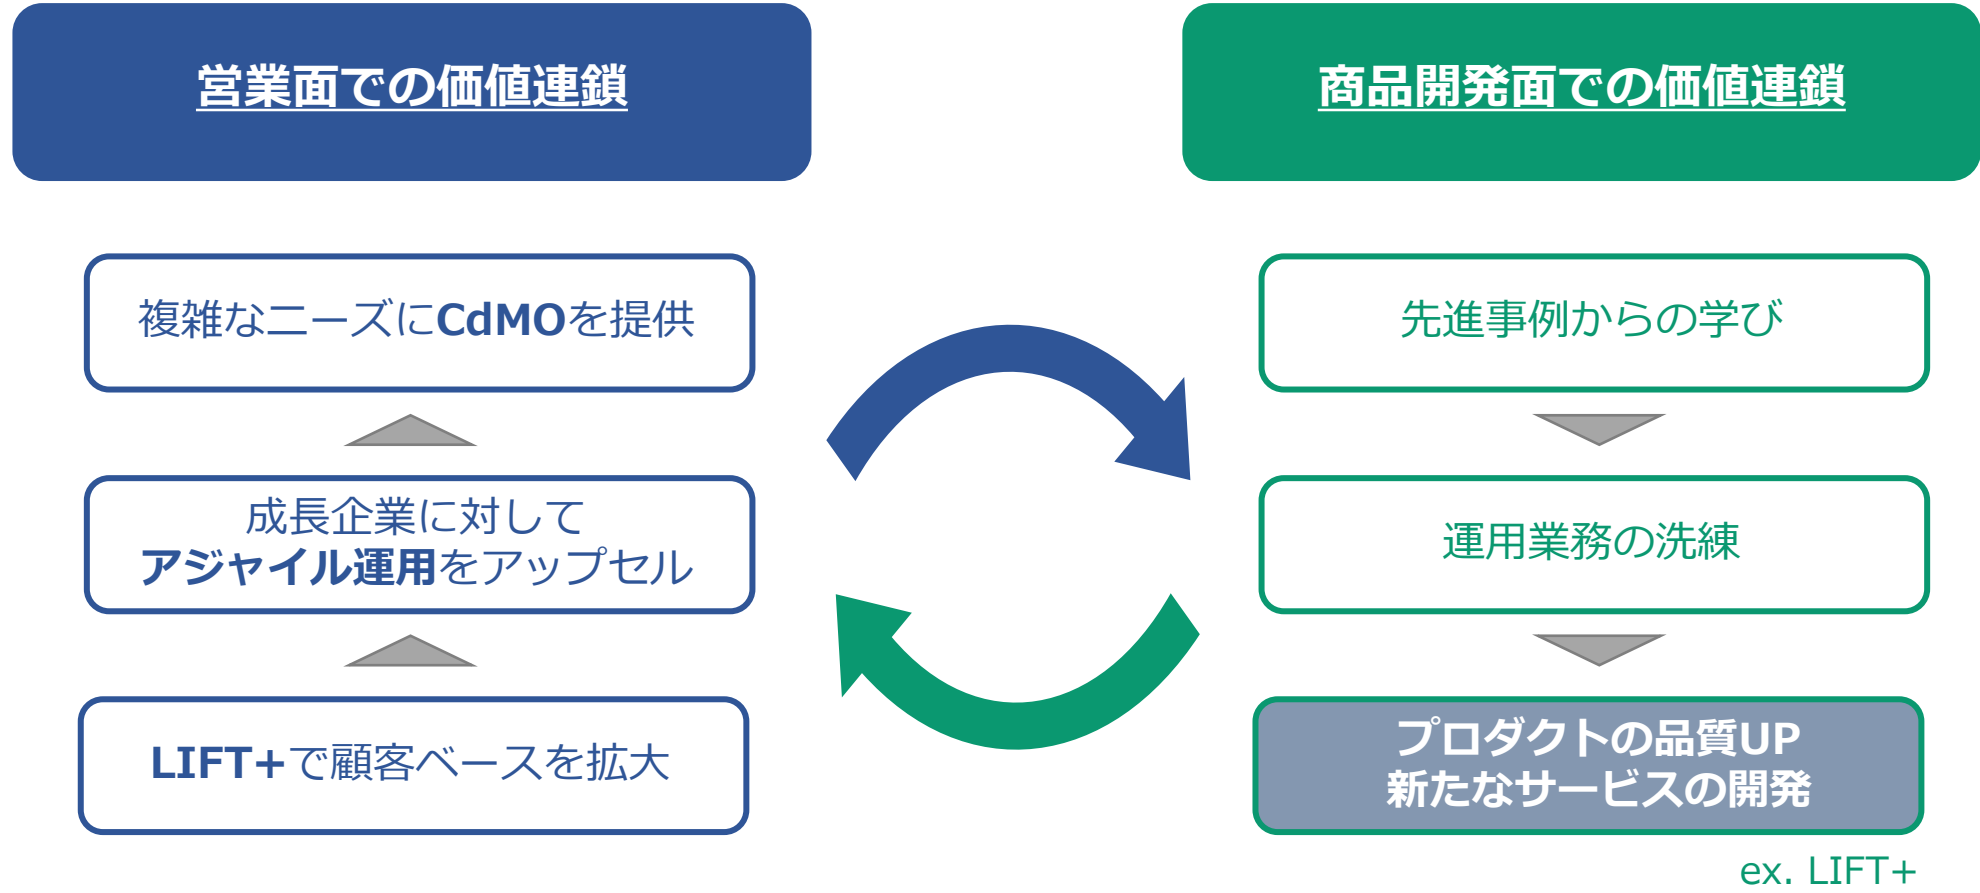 営業面での価値連鎖
複雑なニーズにCdMOを提供
成長企業に対して
アジャイル運用をアップセル
LIFT+で顧客ベースを拡大
商品開発面での価値連鎖
先進事例からの学び
運用業務の洗練
プロダクトの品質UP
新たなサービスの開発
ex. LIFT+